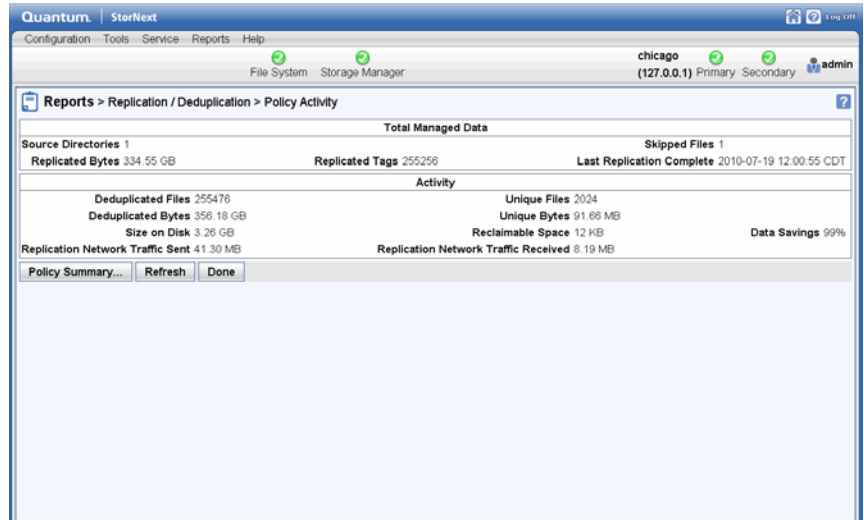 Quantum. StorNext Log Off
Configuration Tools Service Reports Help
File System Storage Manager chicago (127.0.0.1) Primary Secondary admin
Reports > Replication / Deduplication > Policy Activity
Total Managed Data
Source Directories 1 Skipped Files 1
Replicated Bytes 334.55 GB Replicated Tags 255256 Last Replication Complete 2010-07-19 12:00:55 CDT
Activity
Deduplicated Files 255476 Unique Files 2024
Deduplicated Bytes 356.18 GB Unique Bytes 91.66 MB
Size on Disk 3.26 GB Reclaimable Space 12 KB Data Savings 99%
Replication Network Traffic Sent 41.30 MB Replication Network Traffic Received 8.19 MB
Policy Summary... Refresh Done